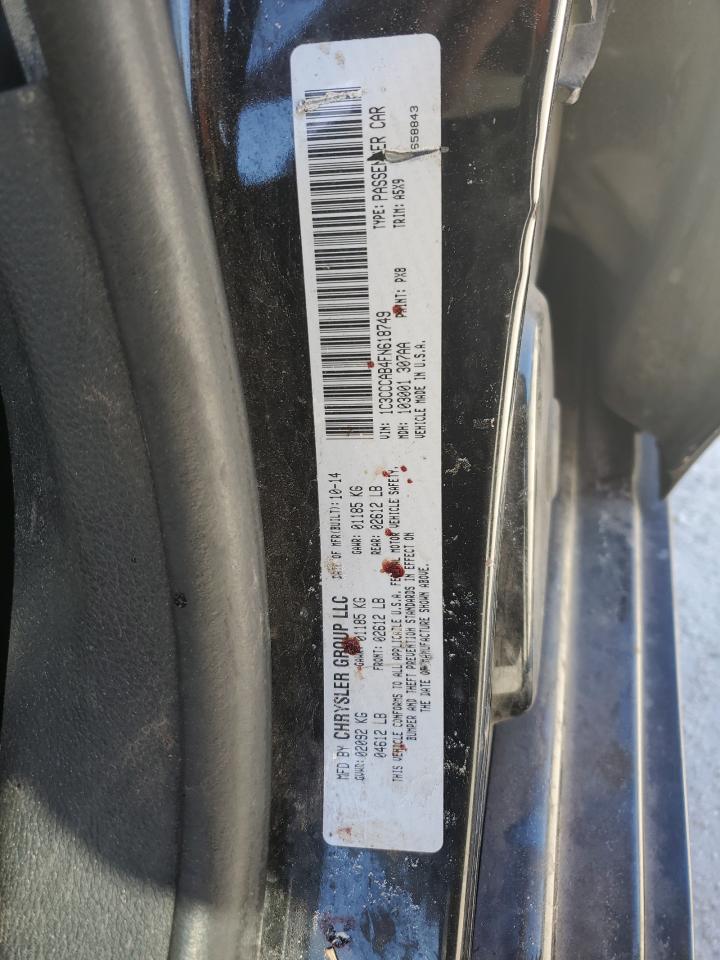 MFD BY CHRYSLER GROUP LLC
DATE OF MFR(BUILT): 10-14
GVWR: 02092 KG
GAWR: 01185 KG
GAWR: 01185 KG
04612 LB
FRONT: 02612 LB
REAR: 02612 LB
THIS VEHICLE CONFORMS TO ALL APPLICABLE U.S.A. FEDERAL MOTOR VEHICLE SAFETY,
BUMPER AND THEFT PREVENTION STANDARDS IN EFFECT ON
THE DATE OF MANUFACTURE SHOWN ABOVE.
VIN: 1C3CCCAB4FN618749
TYPE: PASSENGER CAR
MDH: 103001 307AA
PAINT: PX8
TRIM: A5X9
VEHICLE MADE IN U.S.A.
658843